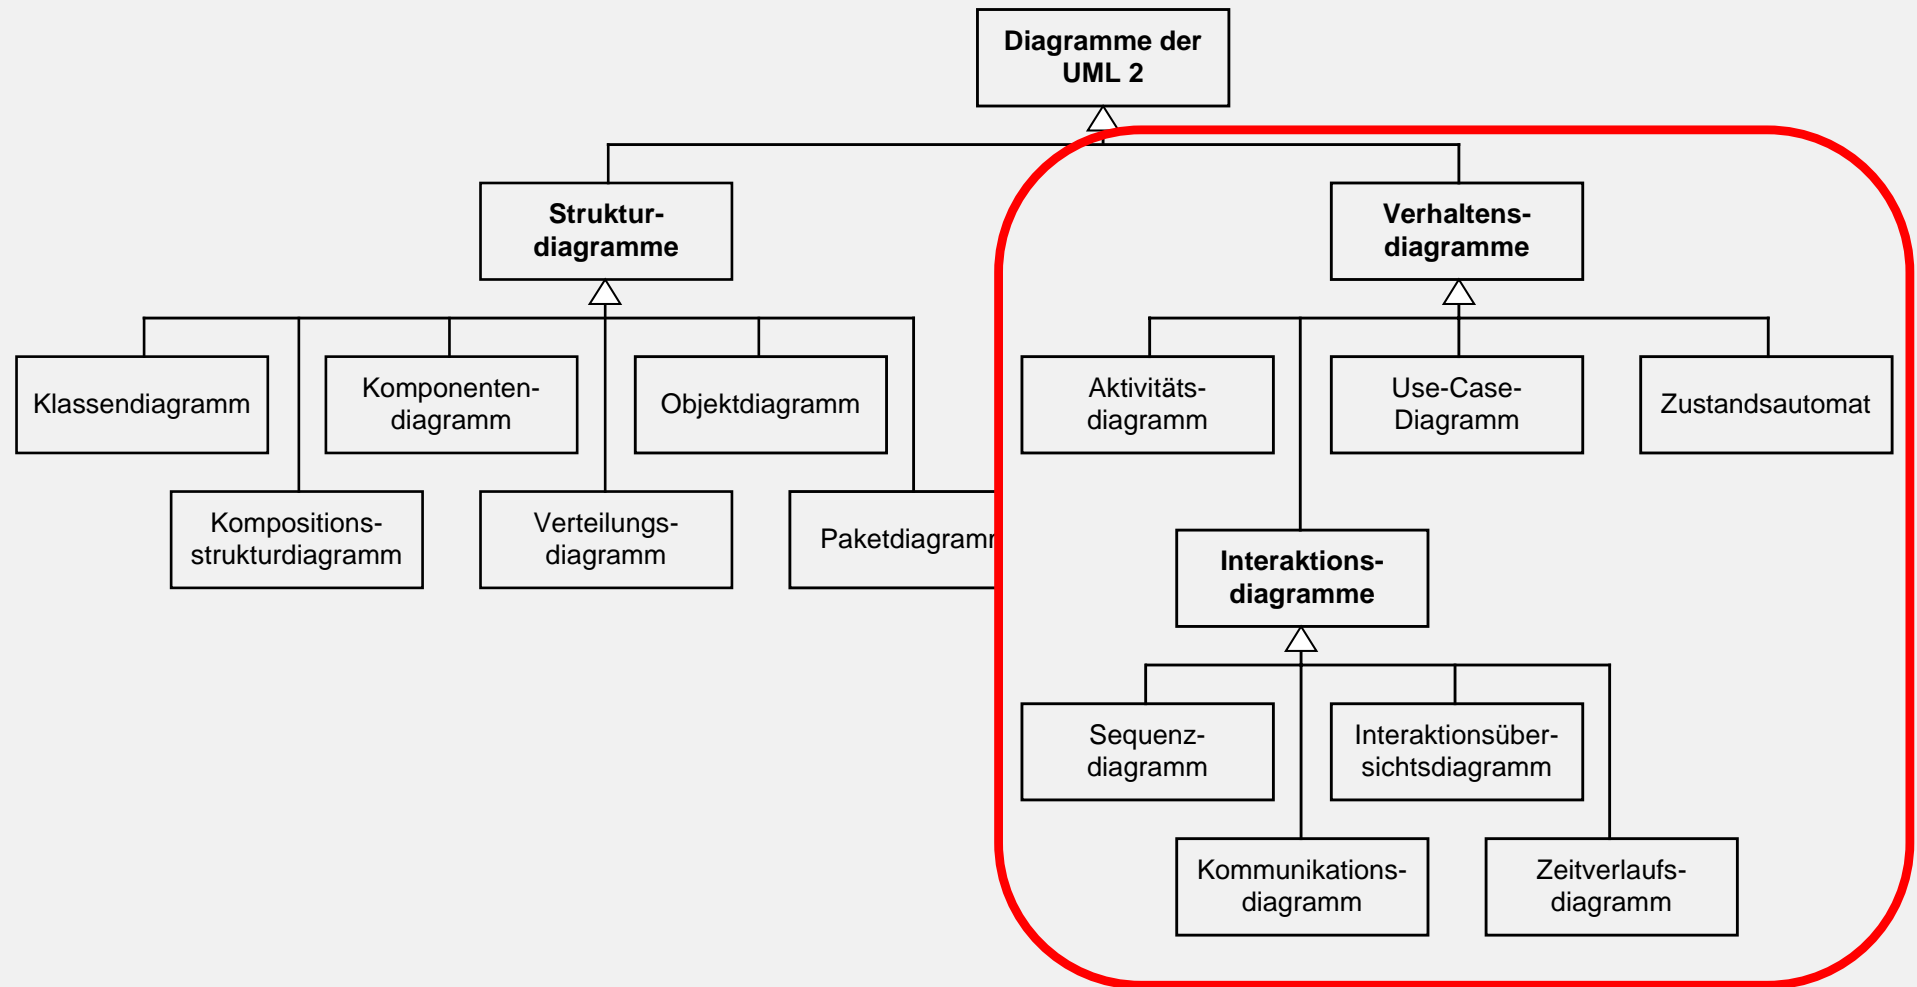 Diagramme der
UML 2
Struktur-
diagramme
Verhaltens-
diagramme
Klassendiagramm
Komponenten-
diagramm
Objektdiagramm
Aktivitäts-
diagramm
Use-Case-
Diagramm
Zustandsautomat
Kompositions-
strukturdiagramm
Verteilungs-
diagramm
Paketdiagramm
Interaktions-
diagramme
Sequenz-
diagramm
Interaktionsüber-
sichtsdiagramm
Kommunikations-
diagramm
Zeitverlaufs-
diagramm